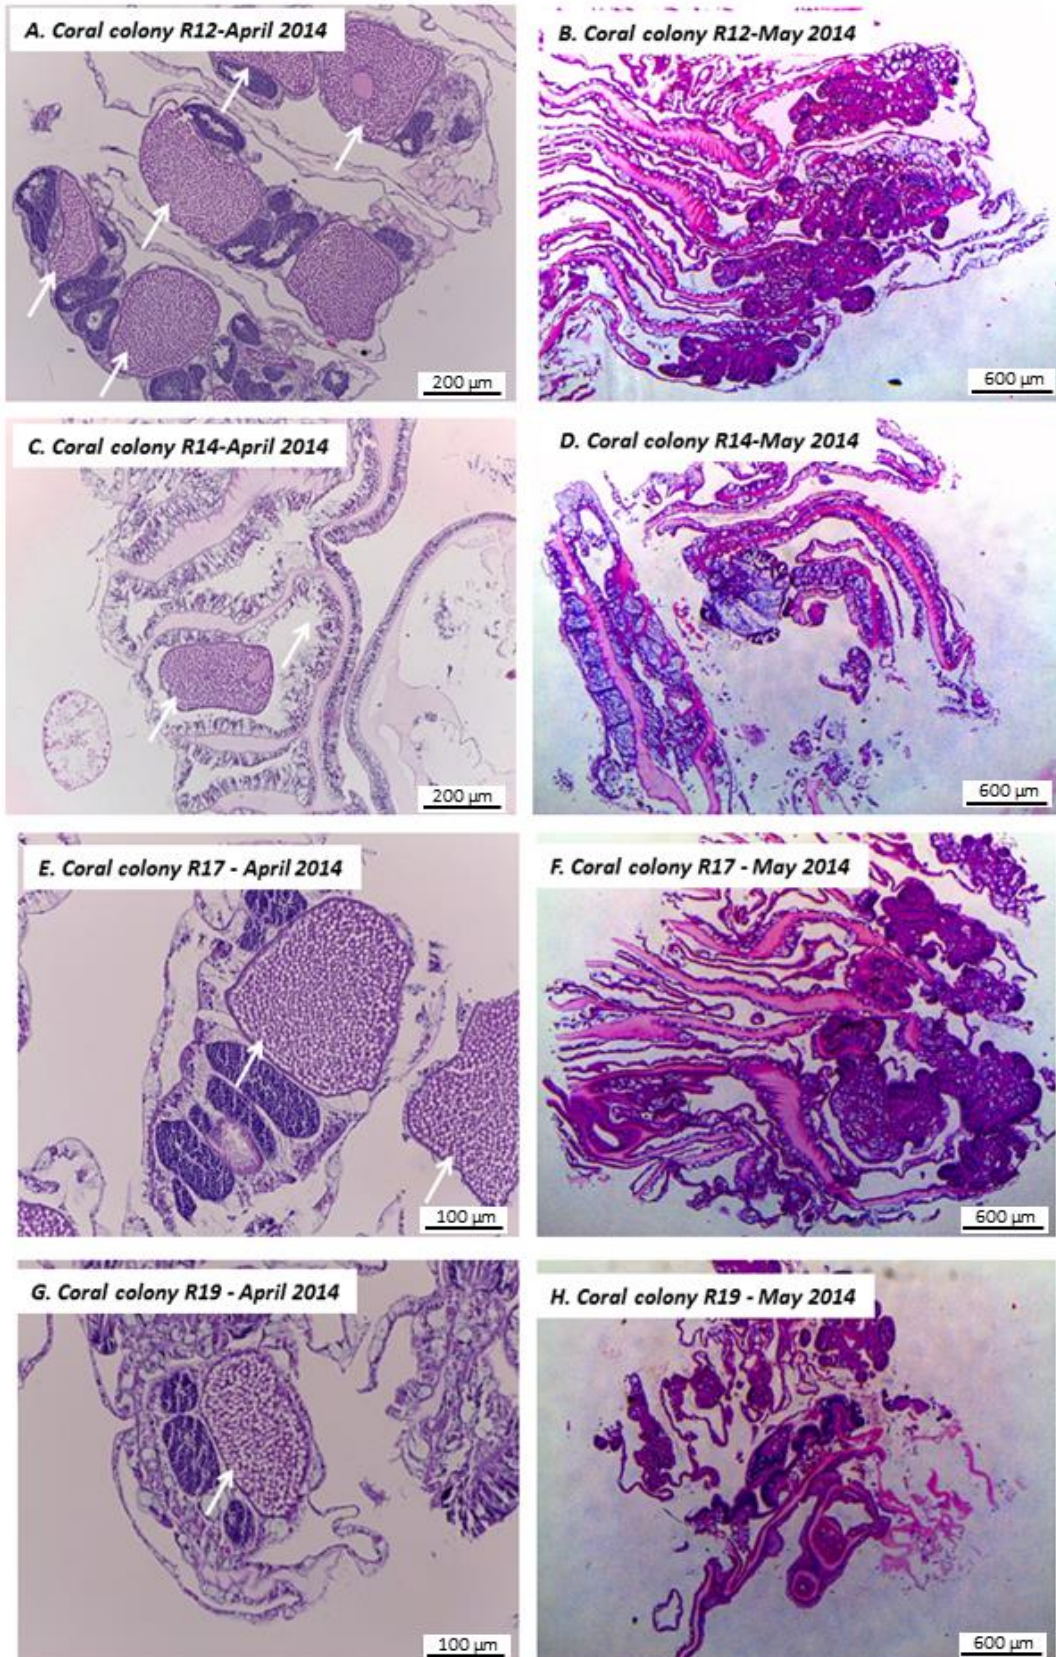 A. Coral colony R12-April 2014
B. Coral colony R12-May 2014
200 µm
600 µm
C. Coral colony R14-April 2014
D. Coral colony R14-May 2014
200 µm
600 µm
E. Coral colony R17 - April 2014
F. Coral colony R17 - May 2014
100 µm
600 µm
G. Coral colony R19 - April 2014
H. Coral colony R19 - May 2014
100 µm
600 µm